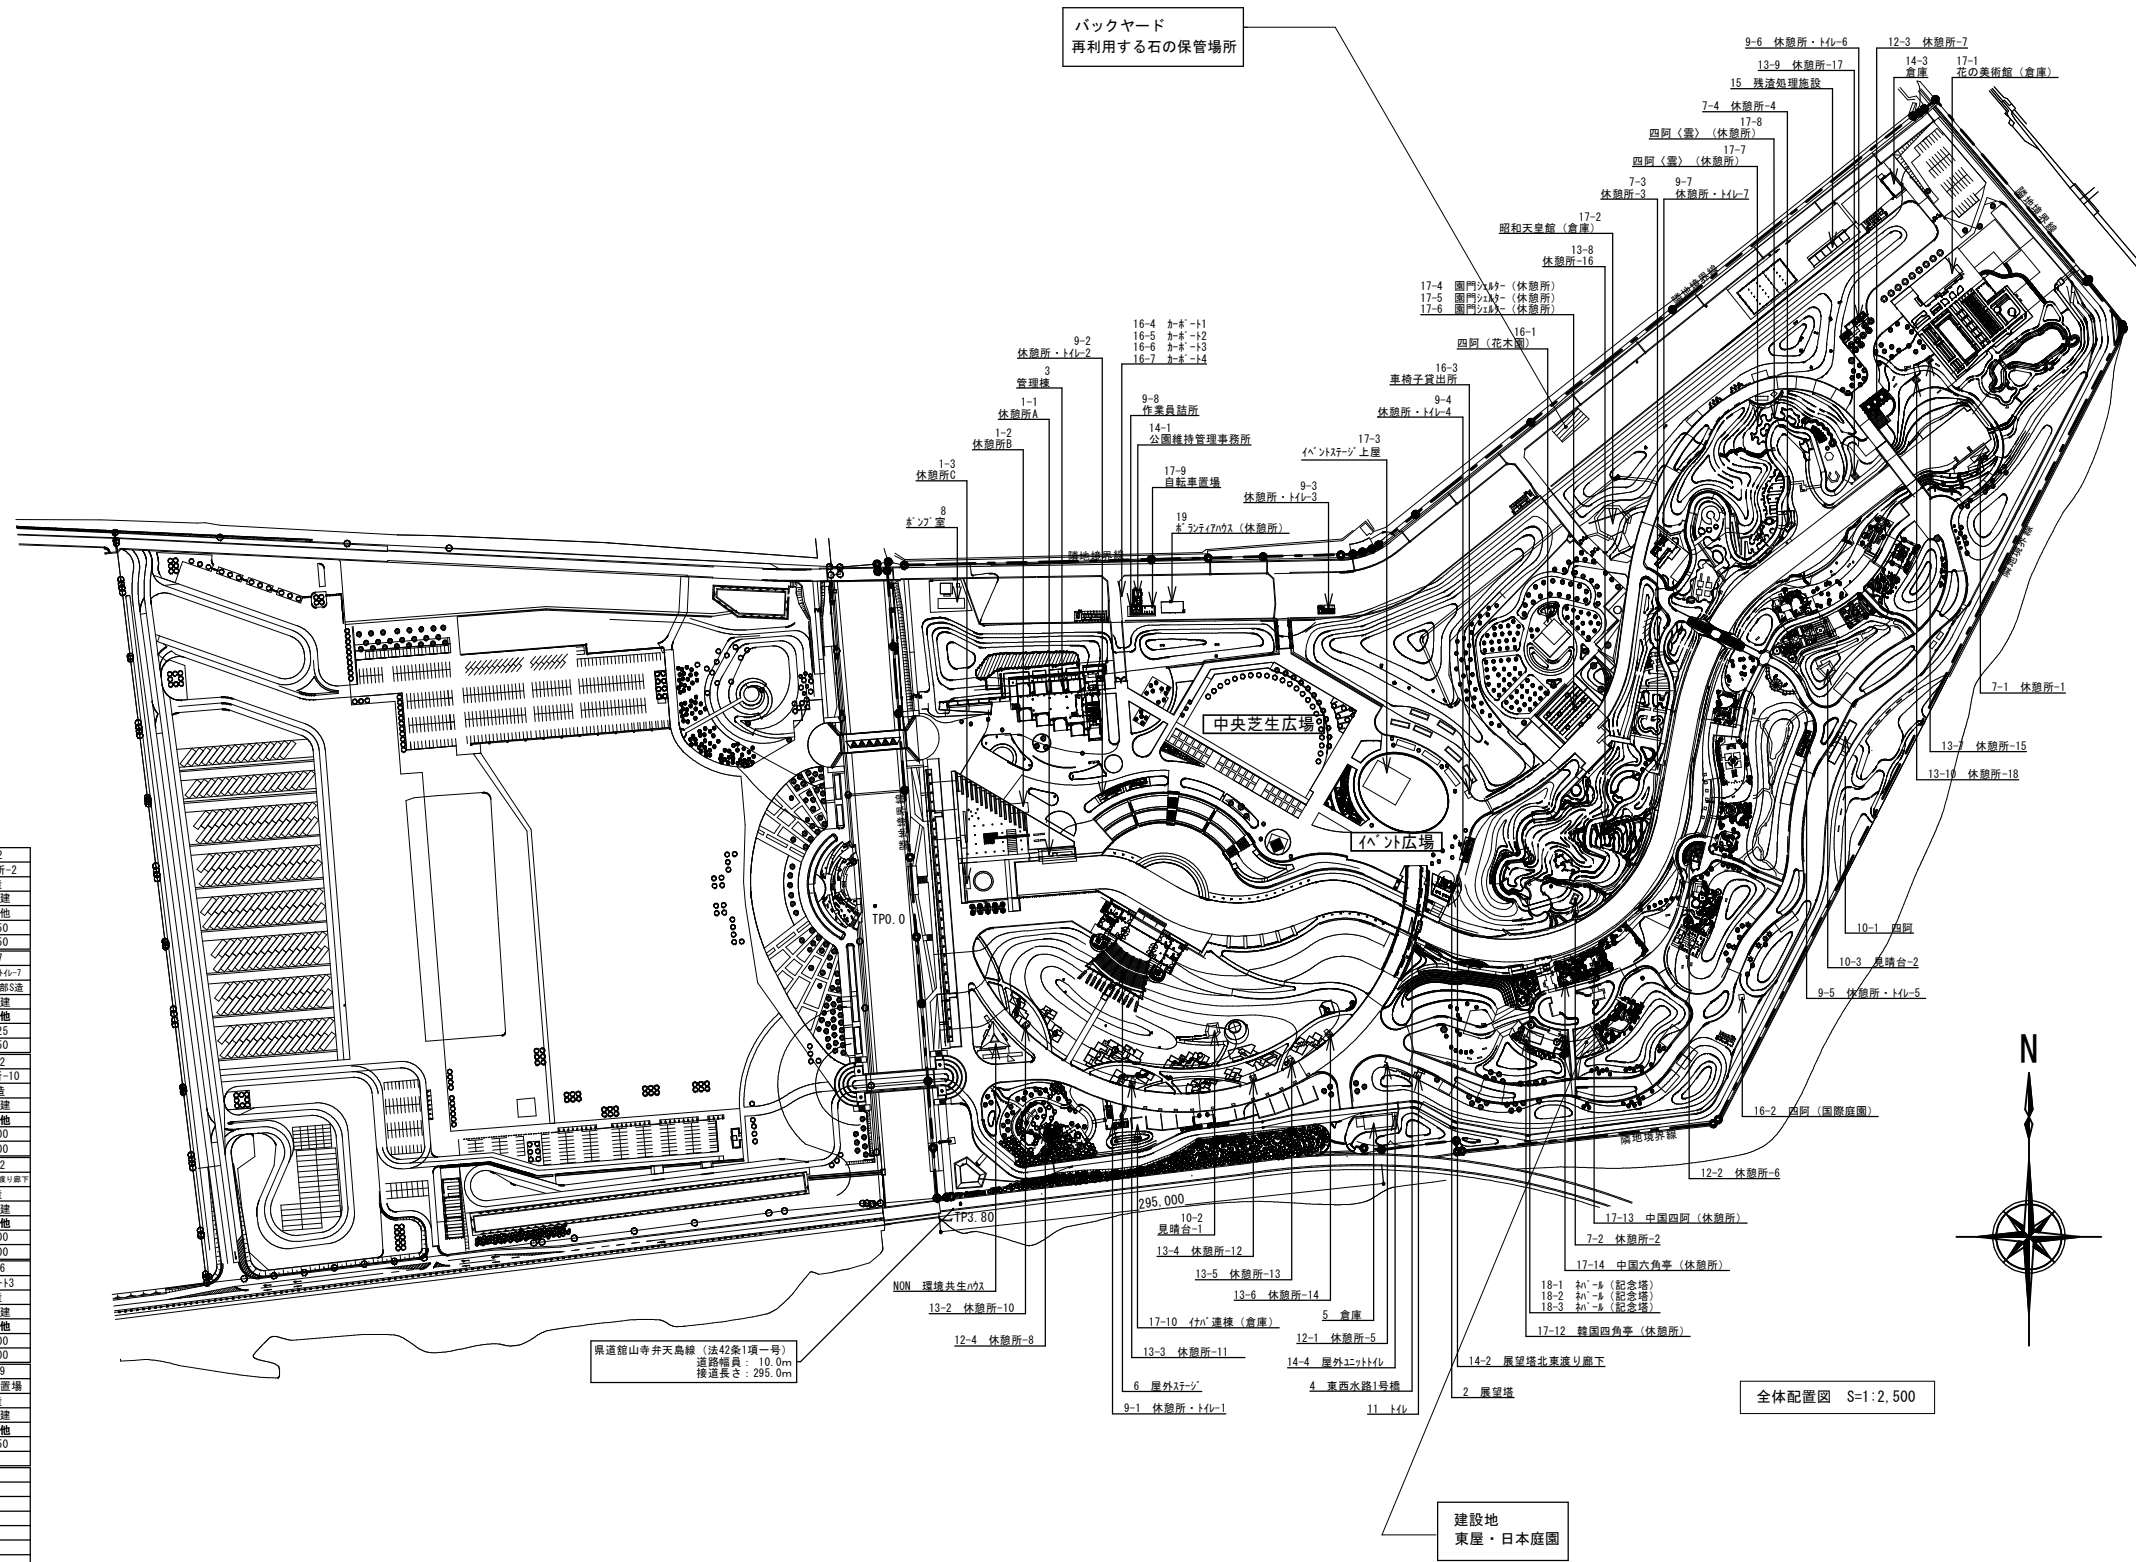 バックヤード
再利用する石の保管場所
9-6 休憩所・ﾄｲﾚ-6
12-3 休憩所-7
13-9 休憩所-17
14-3
倉庫
17-1
花の美術館（倉庫）
15 残渣処理施設
7-4 休憩所-4
17-8
四阿〈雲〉（休憩所）
17-7
四阿〈雲〉（休憩所）
7-3
休憩所-3
9-7
休憩所・ﾄｲﾚ-7
17-2
昭和天皇館（倉庫）
13-8
休憩所-16
17-4 園門ｼｪﾙﾀｰ（休憩所）
17-5 園門ｼｪﾙﾀｰ（休憩所）
17-6 園門ｼｪﾙﾀｰ（休憩所）
16-1
四阿（花木園）
16-3
車椅子貸出所
9-4
休憩所・ﾄｲﾚ-4
17-3
ｲﾍﾞﾝﾄｽﾃｰｼﾞ上屋
9-3
休憩所・ﾄｲﾚ-3
16-4 ｶｰﾎﾟｰﾄ1
16-5 ｶｰﾎﾟｰﾄ2
16-6 ｶｰﾎﾟｰﾄ3
16-7 ｶｰﾎﾟｰﾄ4
9-2
休憩所・ﾄｲﾚ-2
3
管理棟
1-1
休憩所A
1-2
休憩所B
1-3
休憩所C
8
ﾎﾟﾝﾌﾟ室
9-8
作業員詰所
14-1
公園維持管理事務所
17-9
自転車置場
19
ﾎﾞﾗﾝﾃｨｱﾊｳｽ（休憩所）
隣地境界線
隣地境界線
隣地境界線
隣地境界線
隣地境界線
隣地境界線
中央芝生広場
ｲﾍﾞﾝﾄ広場
TP0.0
7-1 休憩所-1
13-7 休憩所-15
13-10 休憩所-18
10-1 四阿
10-3 見晴台-2
9-5 休憩所・ﾄｲﾚ-5
N
16-2 四阿（国際庭園）
12-2 休憩所-6
17-13 中国四阿（休憩所）
7-2 休憩所-2
17-14 中国六角亭（休憩所）
18-1 ﾈﾊﾟｰﾙ（記念塔）
18-2 ﾈﾊﾟｰﾙ（記念塔）
18-3 ﾈﾊﾟｰﾙ（記念塔）
17-12 韓国四角亭（休憩所）
14-2 展望塔北東渡り廊下
2 展望塔
11 ﾄｲﾚ
4 東西水路1号橋
14-4 屋外ﾕﾆｯﾄﾄｲﾚ
12-1 休憩所-5
5 倉庫
13-6 休憩所-14
13-5 休憩所-13
13-4 休憩所-12
10-2
見晴台-1
295.000
TP3.80
17-10 ｲﾅﾊﾞ連棟（倉庫）
13-3 休憩所-11
6 屋外ｽﾃｰｼﾞ
9-1 休憩所・ﾄｲﾚ-1
NON 環境共生ﾊｳｽ
13-2 休憩所-10
12-4 休憩所-8
県道舘山寺弁天島線（法42条1項一号）
道路幅員： 10.0m
接道長さ：295.0m
全体配置図 S=1:2,500
建設地
東屋・日本庭園